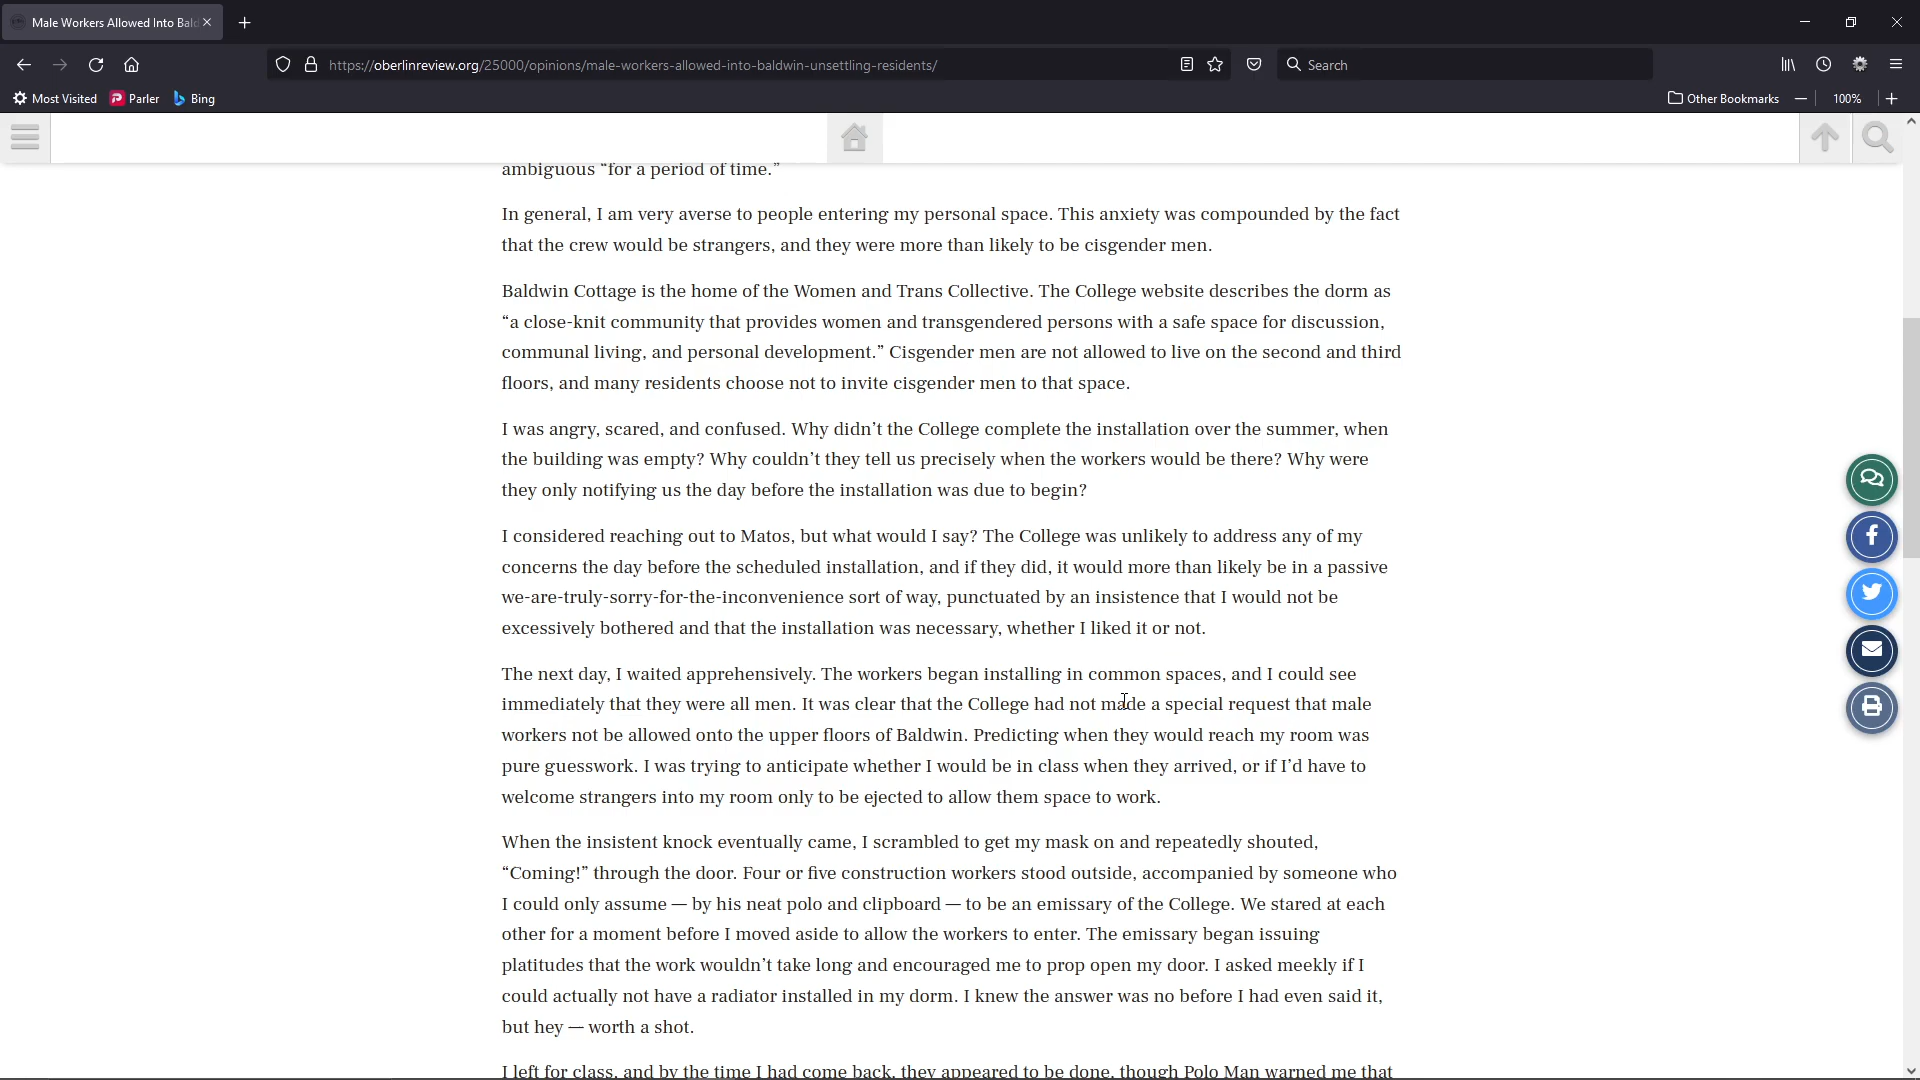 Male Workers Allowed Into Bald
https://oberlinreview.org/25000/opinions/male-workers-allowed-into-baldwin-unsettling-residents/
Search
Most Visited
Parler
Bing
Other Bookmarks
100%
ambiguous “for a period of time.”
In general, I am very averse to people entering my personal space. This anxiety was compounded by the fact
that the crew would be strangers, and they were more than likely to be cisgender men.
Baldwin Cottage is the home of the Women and Trans Collective. The College website describes the dorm as
“a close-knit community that provides women and transgendered persons with a safe space for discussion,
communal living, and personal development.” Cisgender men are not allowed to live on the second and third
floors, and many residents choose not to invite cisgender men to that space.
I was angry, scared, and confused. Why didn’t the College complete the installation over the summer, when
the building was empty? Why couldn’t they tell us precisely when the workers would be there? Why were
they only notifying us the day before the installation was due to begin?
I considered reaching out to Matos, but what would I say? The College was unlikely to address any of my
concerns the day before the scheduled installation, and if they did, it would more than likely be in a passive
we-are-truly-sorry-for-the-inconvenience sort of way, punctuated by an insistence that I would not be
excessively bothered and that the installation was necessary, whether I liked it or not.
The next day, I waited apprehensively. The workers began installing in common spaces, and I could see
immediately that they were all men. It was clear that the College had not made a special request that male
workers not be allowed onto the upper floors of Baldwin. Predicting when they would reach my room was
pure guesswork. I was trying to anticipate whether I would be in class when they arrived, or if I’d have to
welcome strangers into my room only to be ejected to allow them space to work.
When the insistent knock eventually came, I scrambled to get my mask on and repeatedly shouted,
“Coming!” through the door. Four or five construction workers stood outside, accompanied by someone who
I could only assume — by his neat polo and clipboard — to be an emissary of the College. We stared at each
other for a moment before I moved aside to allow the workers to enter. The emissary began issuing
platitudes that the work wouldn’t take long and encouraged me to prop open my door. I asked meekly if I
could actually not have a radiator installed in my dorm. I knew the answer was no before I had even said it,
but hey — worth a shot.
I left for class, and by the time I had come back, they appeared to be done, though Polo Man warned me that